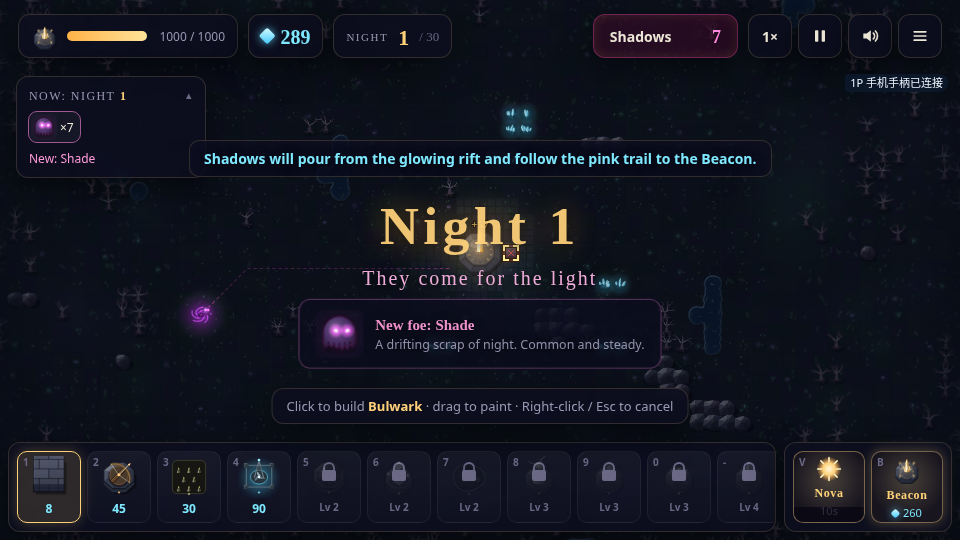 1000 / 1000
289
NIGHT 1 / 30
Shadows 7
1×
1P 手机手柄已连接
NOW: NIGHT 1
×7
New: Shade
Shadows will pour from the glowing rift and follow the pink trail to the Beacon.
Night 1
They come for the light
New foe: Shade
A drifting scrap of night. Common and steady.
Click to build Bulwark · drag to paint · Right-click / Esc to cancel
1
8
2
45
3
30
4
90
5
Lv 2
6
Lv 2
7
Lv 2
8
Lv 3
9
Lv 3
0
Lv 3
-
Lv 4
V
Nova
10s
B
Beacon
260